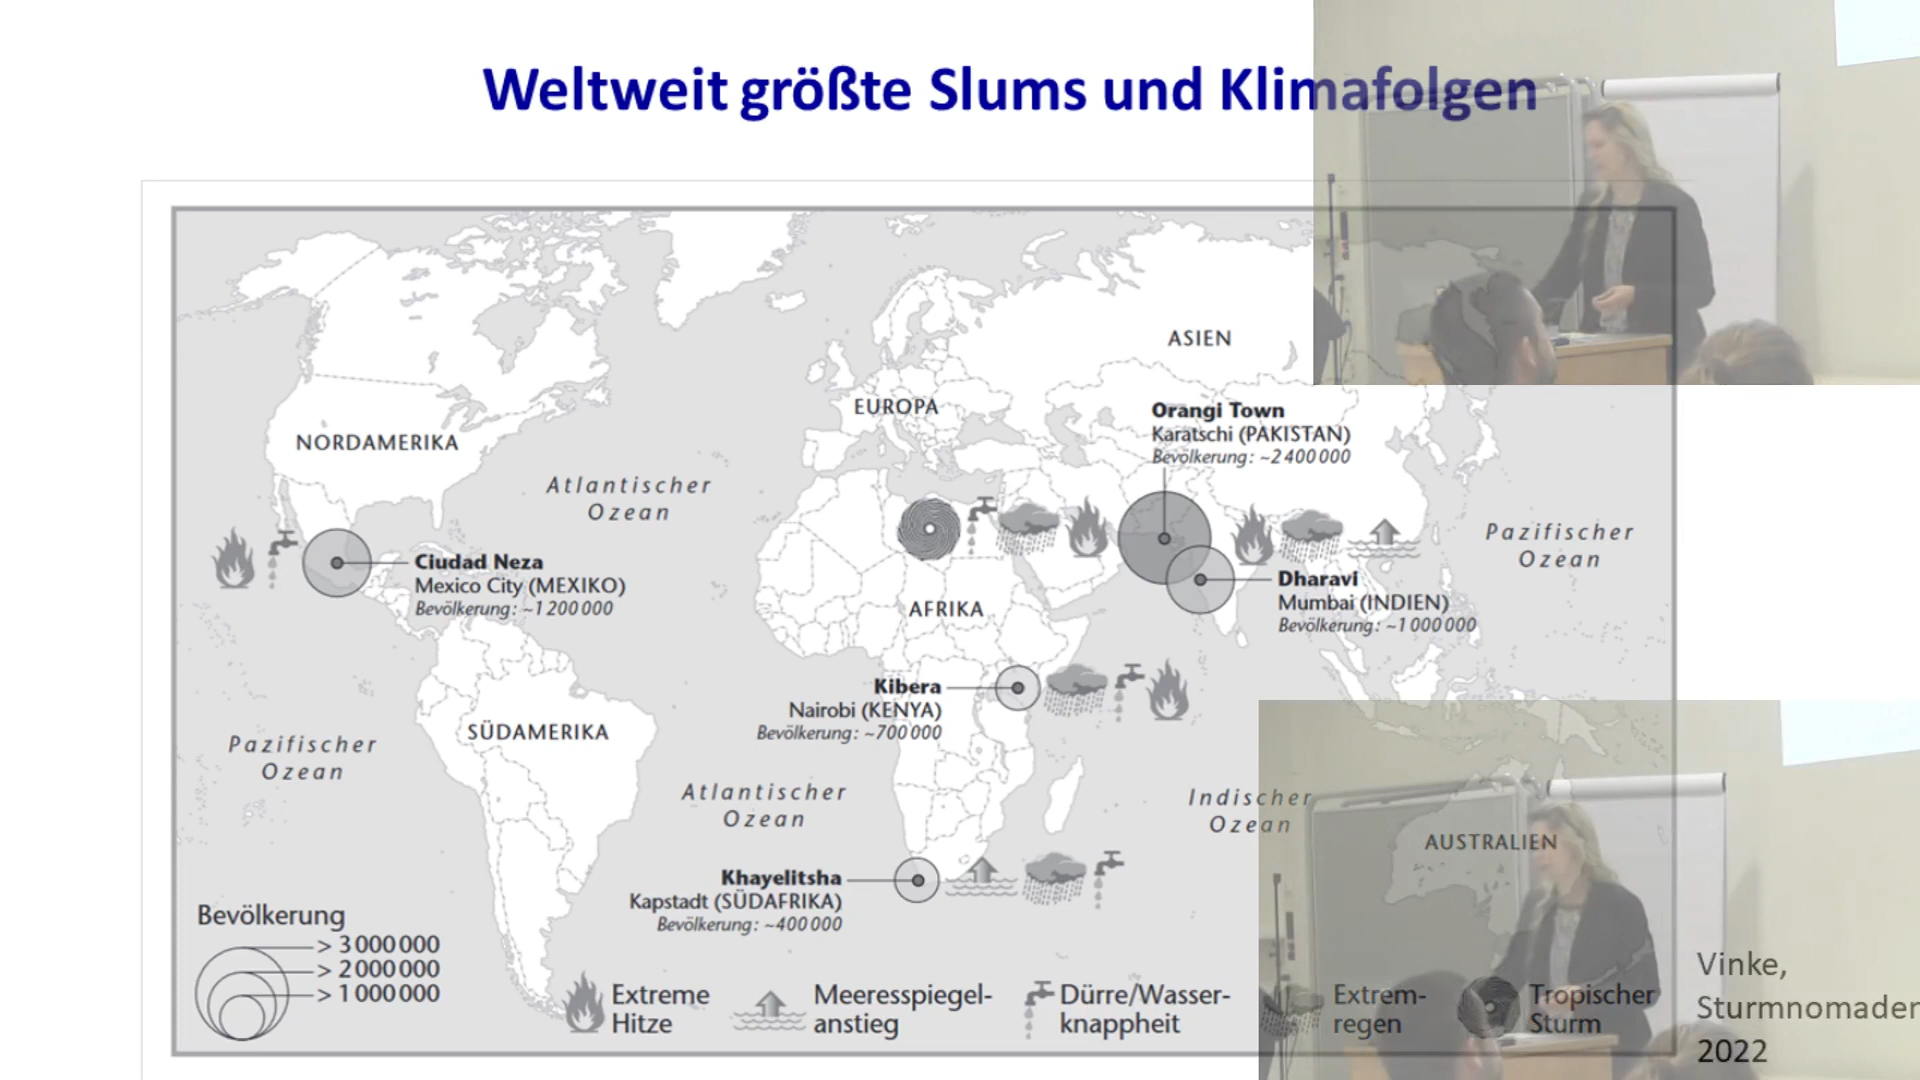 Weltweit größte Slums und Klimafolgen
ASIEN
EUROPA
NORDAMERIKA
Orangi Town
Karatschi (PAKISTAN)
Bevölkerung: ~2 400 000
Atlantischer
Ozean
Pazifischer
Ozean
Ciudad Neza
Mexico City (MEXIKO)
Bevölkerung: ~1 200 000
Dharavi
Mumbai (INDIEN)
Bevölkerung: ~1 000 000
AFRIKA
Kibera
Nairobi (KENYA)
Bevölkerung: ~700 000
SÜDAMERIKA
Pazifischer
Ozean
Atlantischer
Ozean
Indischer
Ozean
AUSTRALIEN
Khayelitsha
Kapstadt (SÜDAFRIKA)
Bevölkerung: ~400 000
Bevölkerung
> 3 000 000
> 2 000 000
> 1 000 000
Extreme
Hitze
Meeresspiegel-
anstieg
Dürre/Wasser-
knappheit
Extrem-
regen
Tropischer
Sturm
Vinke,
Sturmnomaden
2022